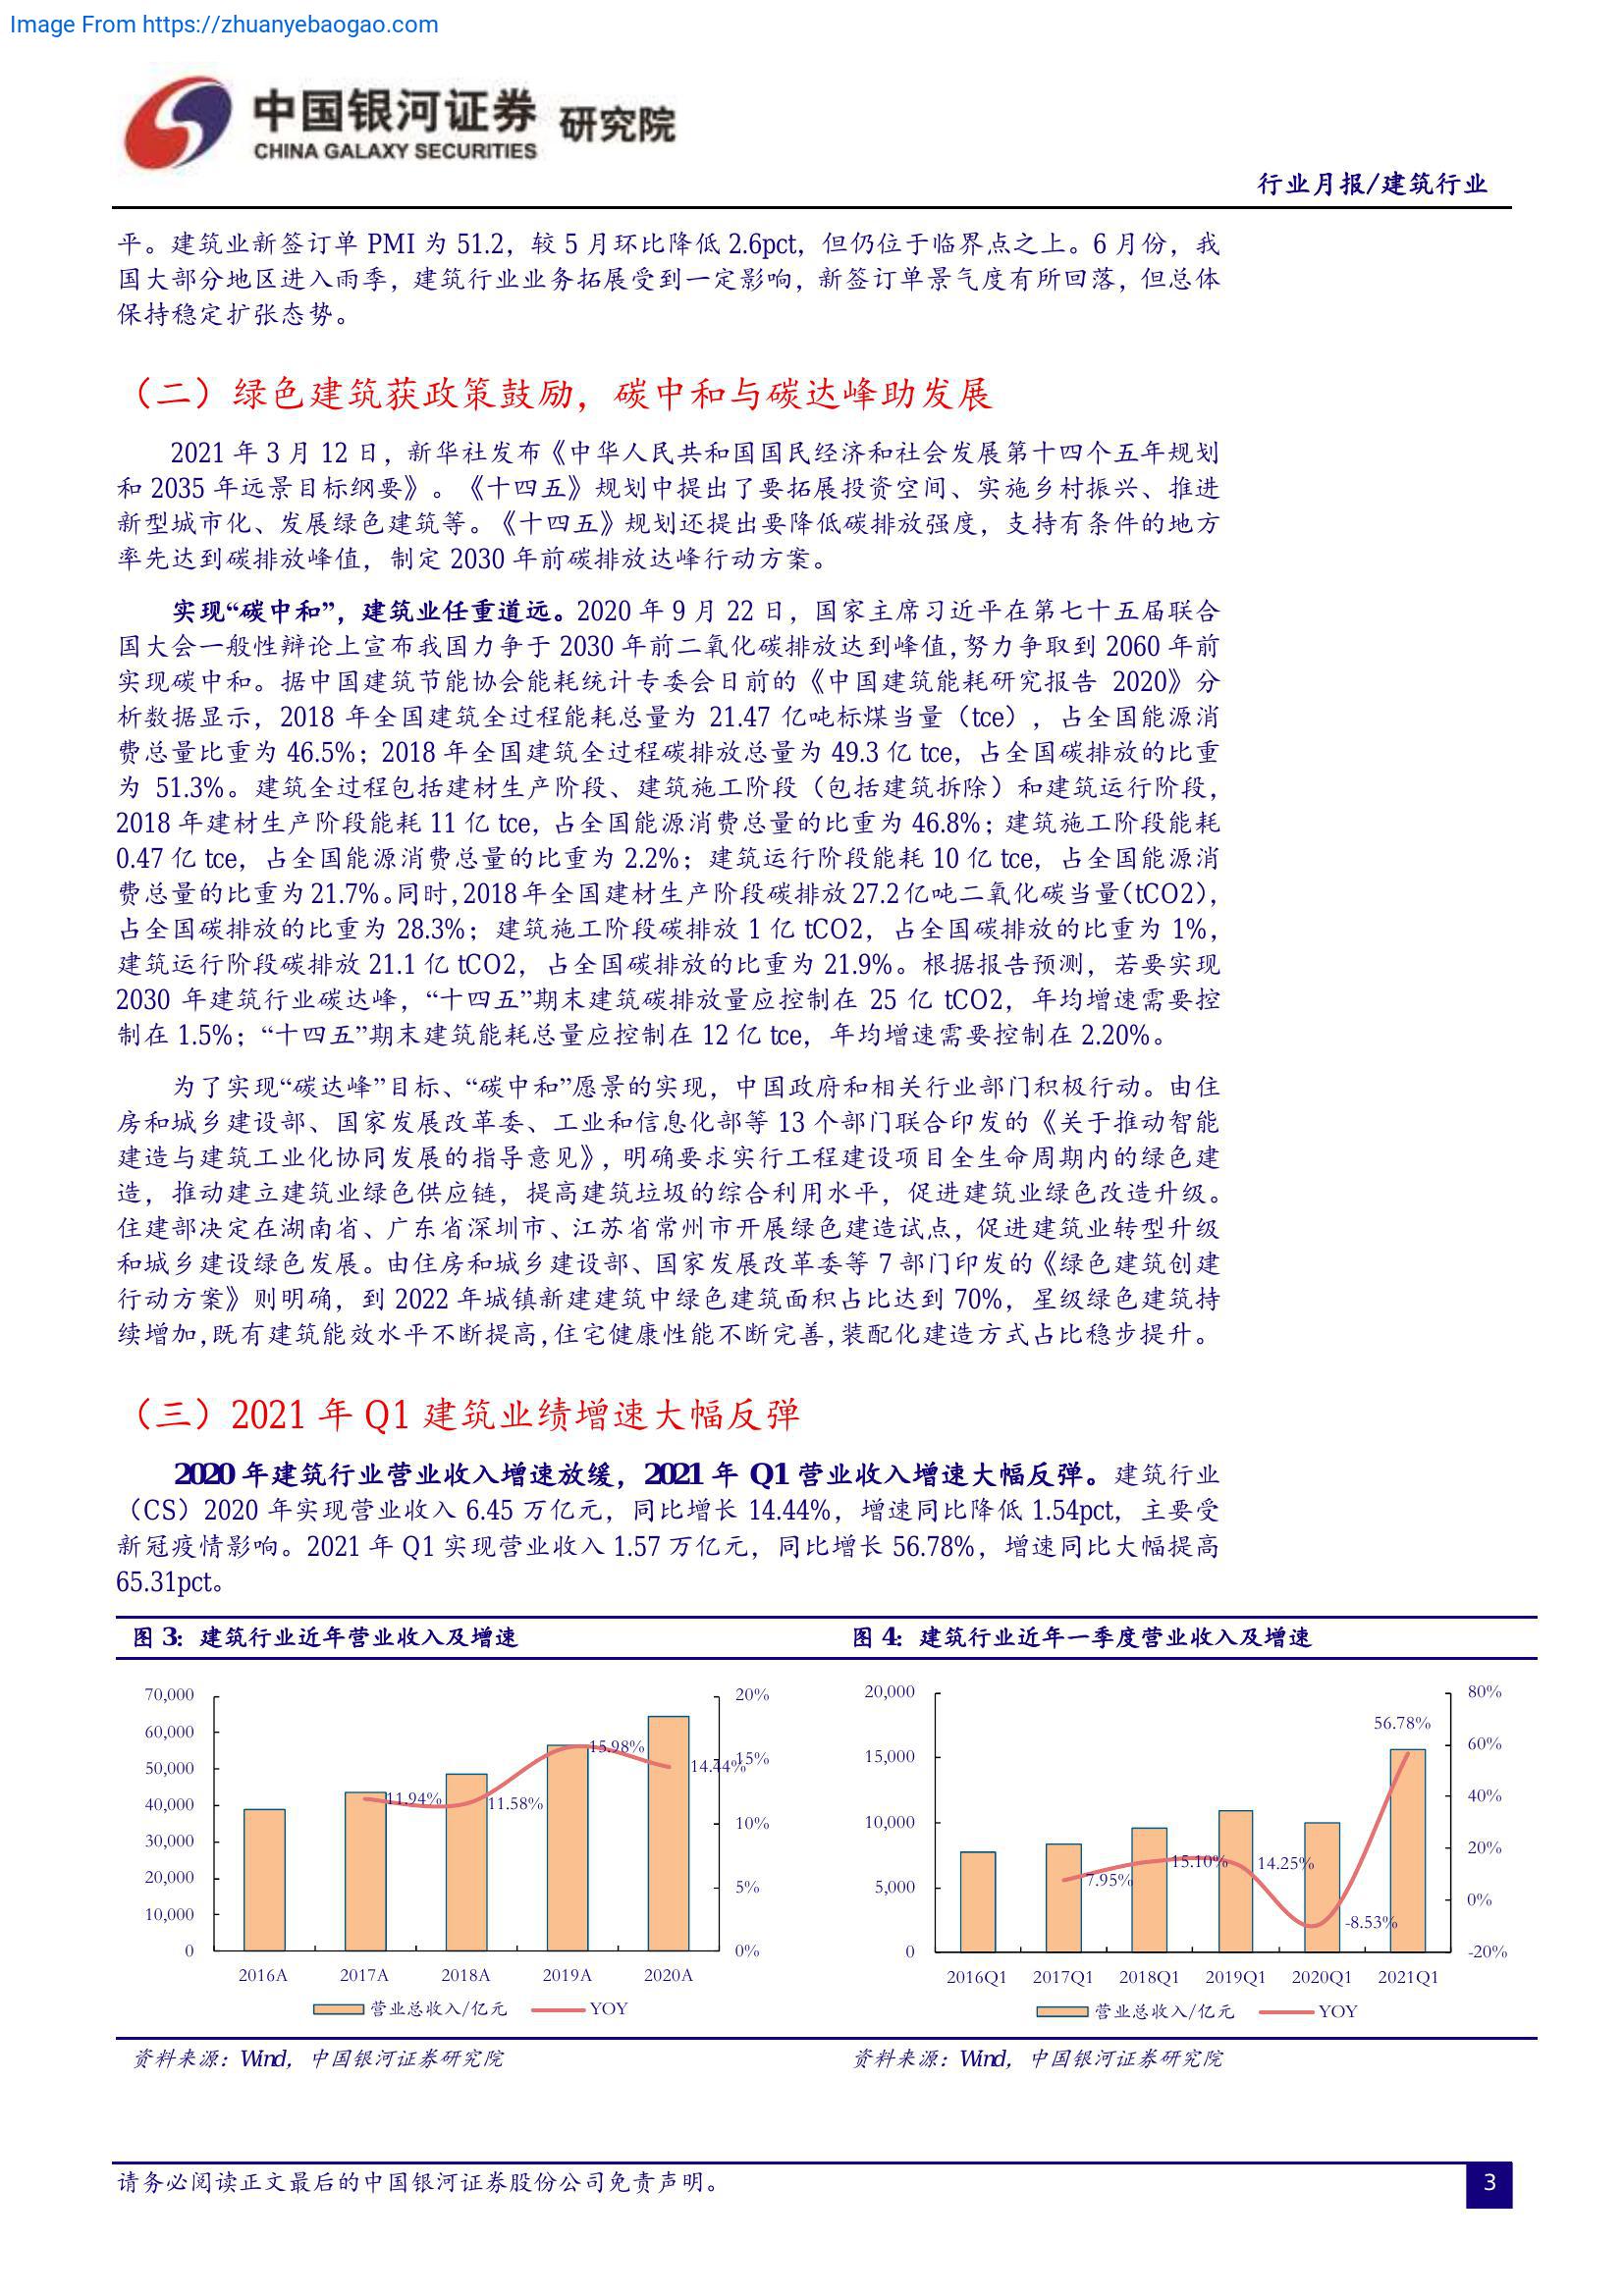 Image From https://zhuanyebaogao.com
中国银河证券 研究院
CHINA GALAXY SECURITIES
行业月报/建筑行业
平。建筑业新签订单 PMI 为 51.2，较 5 月环比降低 2.6pct，但仍位于临界点之上。6 月份，我
国大部分地区进入雨季，建筑行业业务拓展受到一定影响，新签订单景气度有所回落，但总体
保持稳定扩张态势。
（二）绿色建筑获政策鼓励，碳中和与碳达峰助发展
2021 年 3 月 12 日，新华社发布《中华人民共和国国民经济和社会发展第十四个五年规划
和 2035 年远景目标纲要》。《十四五》规划中提出了要拓展投资空间、实施乡村振兴、推进
新型城市化、发展绿色建筑等。《十四五》规划还提出要降低碳排放强度，支持有条件的地方
率先达到碳排放峰值，制定 2030 年前碳排放达峰行动方案。
实现“碳中和”，建筑业任重道远。2020 年 9 月 22 日，国家主席习近平在第七十五届联合
国大会一般性辩论上宣布我国力争于 2030 年前二氧化碳排放达到峰值，努力争取到 2060 年前
实现碳中和。据中国建筑节能协会能耗统计专委会日前的《中国建筑能耗研究报告 2020》分
析数据显示，2018 年全国建筑全过程能耗总量为 21.47 亿吨标煤当量（tce），占全国能源消
费总量比重为 46.5%；2018 年全国建筑全过程碳排放总量为 49.3 亿 tce，占全国碳排放的比重
为 51.3%。建筑全过程包括建材生产阶段、建筑施工阶段（包括建筑拆除）和建筑运行阶段，
2018 年建材生产阶段能耗 11 亿 tce，占全国能源消费总量的比重为 46.8%；建筑施工阶段能耗
0.47 亿 tce，占全国能源消费总量的比重为 2.2%；建筑运行阶段能耗 10 亿 tce，占全国能源消
费总量的比重为 21.7%。同时，2018 年全国建材生产阶段碳排放 27.2 亿吨二氧化碳当量（tCO2），
占全国碳排放的比重为 28.3%；建筑施工阶段碳排放 1 亿 tCO2，占全国碳排放的比重为 1%，
建筑运行阶段碳排放 21.1 亿 tCO2，占全国碳排放的比重为 21.9%。根据报告预测，若要实现
2030 年建筑行业碳达峰，“十四五”期末建筑碳排放量应控制在 25 亿 tCO2，年均增速需要控
制在 1.5%；“十四五”期末建筑能耗总量应控制在 12 亿 tce，年均增速需要控制在 2.20%。
为了实现“碳达峰”目标、“碳中和”愿景的实现，中国政府和相关行业部门积极行动。由住
房和城乡建设部、国家发展改革委、工业和信息化部等 13 个部门联合印发的《关于推动智能
建造与建筑工业化协同发展的指导意见》，明确要求实行工程建设项目全生命周期内的绿色建
造，推动建立建筑业绿色供应链，提高建筑垃圾的综合利用水平，促进建筑业绿色改造升级。
住建部决定在湖南省、广东省深圳市、江苏省常州市开展绿色建造试点，促进建筑业转型升级
和城乡建设绿色发展。由住房和城乡建设部、国家发展改革委等 7 部门印发的《绿色建筑创建
行动方案》则明确，到 2022 年城镇新建建筑中绿色建筑面积占比达到 70%，星级绿色建筑持
续增加，既有建筑能效水平不断提高，住宅健康性能不断完善，装配化建造方式占比稳步提升。
（三）2021 年 Q1 建筑业绩增速大幅反弹
2020 年建筑行业营业收入增速放缓，2021 年 Q1 营业收入增速大幅反弹。建筑行业
（CS）2020 年实现营业收入 6.45 万亿元，同比增长 14.44%，增速同比降低 1.54pct，主要受
新冠疫情影响。2021 年 Q1 实现营业收入 1.57 万亿元，同比增长 56.78%，增速同比大幅提高
65.31pct。
图 3：建筑行业近年营业收入及增速
70,000
60,000
50,000
40,000
30,000
20,000
10,000
0
20%
15%
10%
5%
0%
11.94%
11.58%
15.98%
14.44%
2016A 2017A 2018A 2019A 2020A
营业总收入/亿元 YOY
资料来源：Wind，中国银河证券研究院
图 4：建筑行业近年一季度营业收入及增速
20,000
15,000
10,000
5,000
0
80%
60%
40%
20%
0%
-20%
7.95%
15.10%
14.25%
-8.53%
56.78%
2016Q1 2017Q1 2018Q1 2019Q1 2020Q1 2021Q1
营业总收入/亿元 YOY
资料来源：Wind，中国银河证券研究院
请务必阅读正文最后的中国银河证券股份公司免责声明。
3